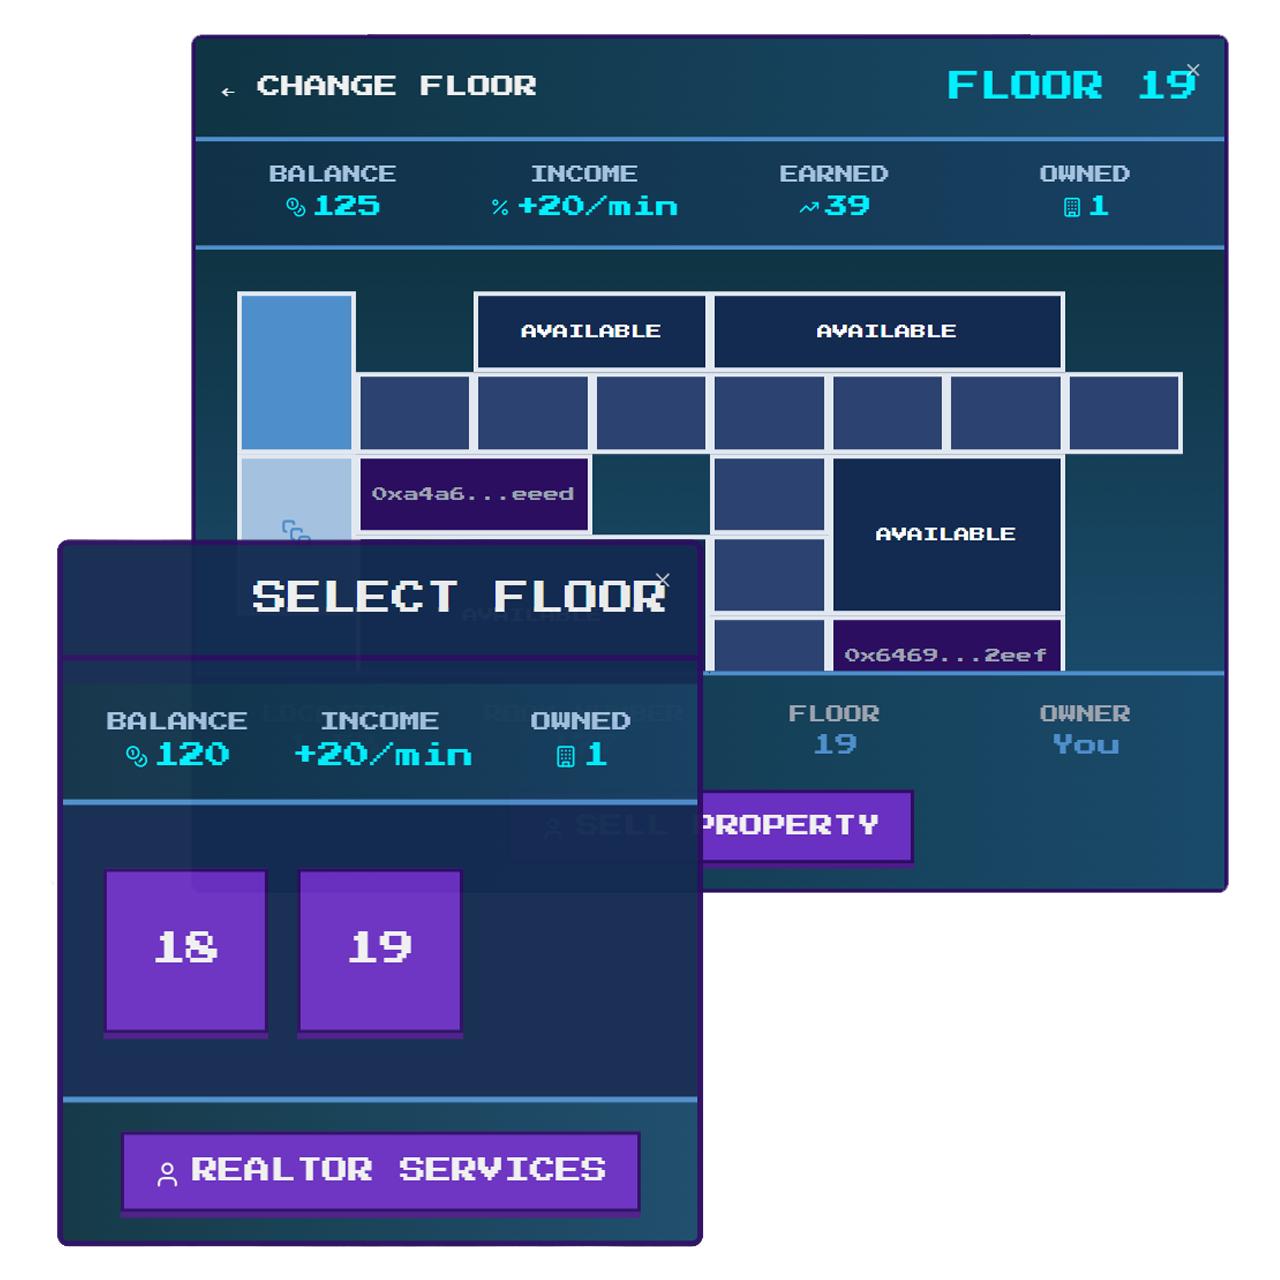 ← CHANGE FLOOR
FLOOR 19
×
BALANCE INCOME EARNED OWNED
125 % +20/min 39 1
AVAILABLE AVAILABLE
0xa4a6...eeed
AVAILABLE
AVAILABLE
0x6469...2eef
FLOOR OWNER
19 You
SELL PROPERTY
SELECT FLOOR
×
BALANCE INCOME OWNED
120 +20/min 1
18 19
REALTOR SERVICES